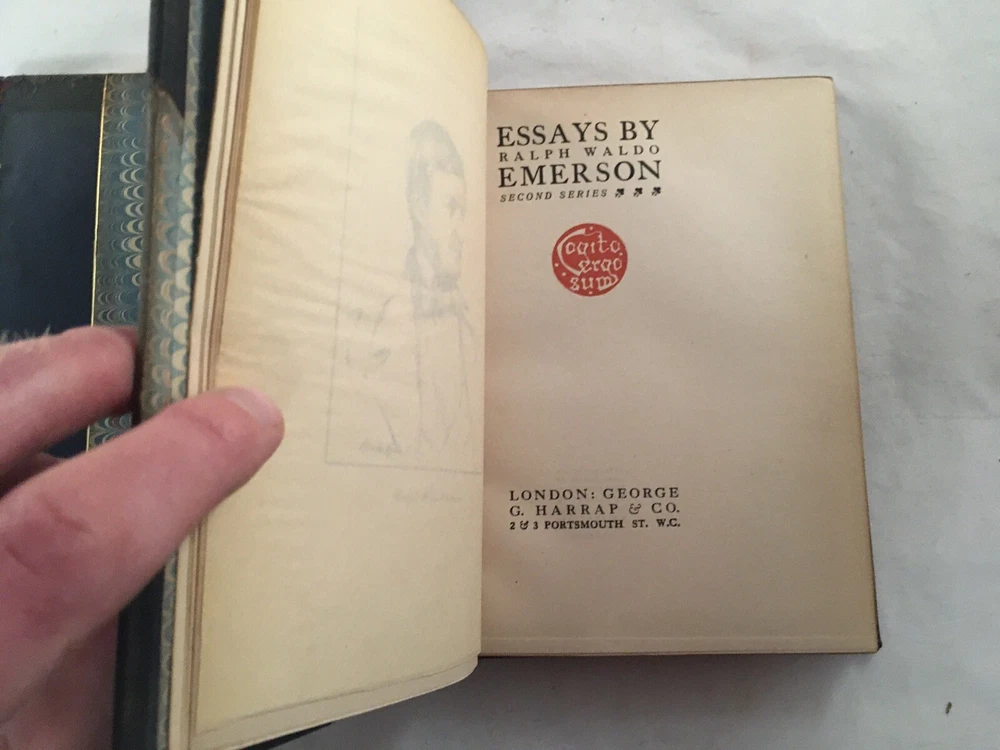 ESSAYS BY
RALPH WALDO
EMERSON
SECOND SERIES
Cogito
ergo
sum
LONDON: GEORGE
G. HARRAP & CO.
2 & 3 PORTSMOUTH ST. W.C.